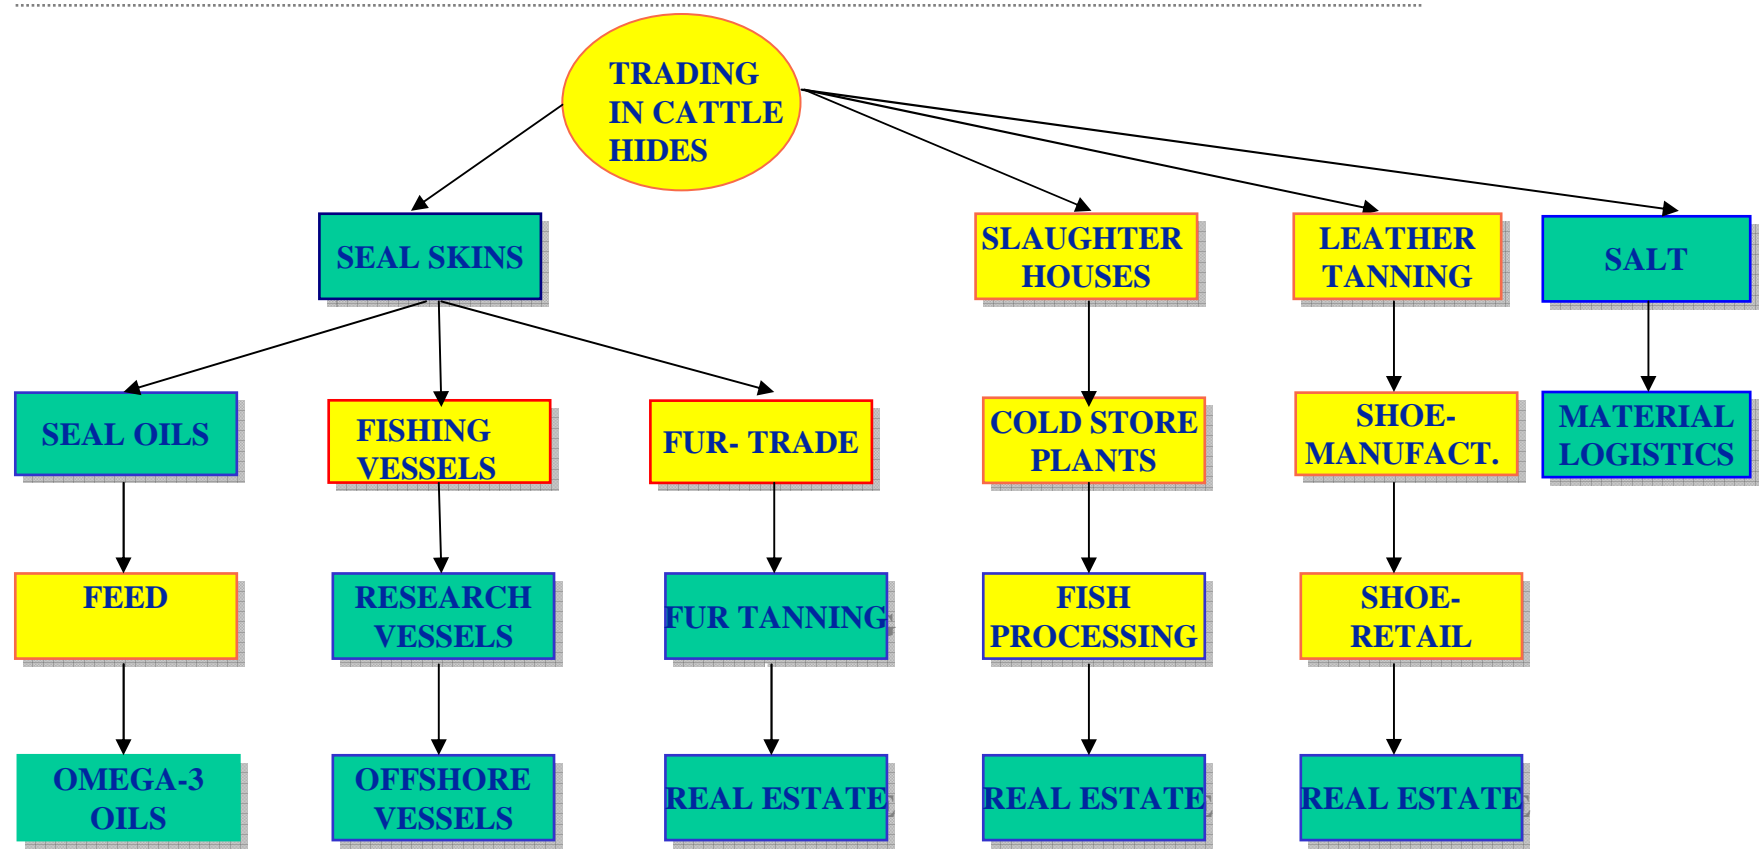 TRADING
IN CATTLE
HIDES
SEAL SKINS
SLAUGHTER
HOUSES
LEATHER
TANNING
SALT
SEAL OILS
FISHING
VESSELS
FUR- TRADE
COLD STORE
PLANTS
SHOE-
MANUFACT.
MATERIAL
LOGISTICS
FEED
RESEARCH
VESSELS
FUR TANNING
FISH
PROCESSING
SHOE-
RETAIL
OMEGA-3
OILS
OFFSHORE
VESSELS
REAL ESTATE
REAL ESTATE
REAL ESTATE